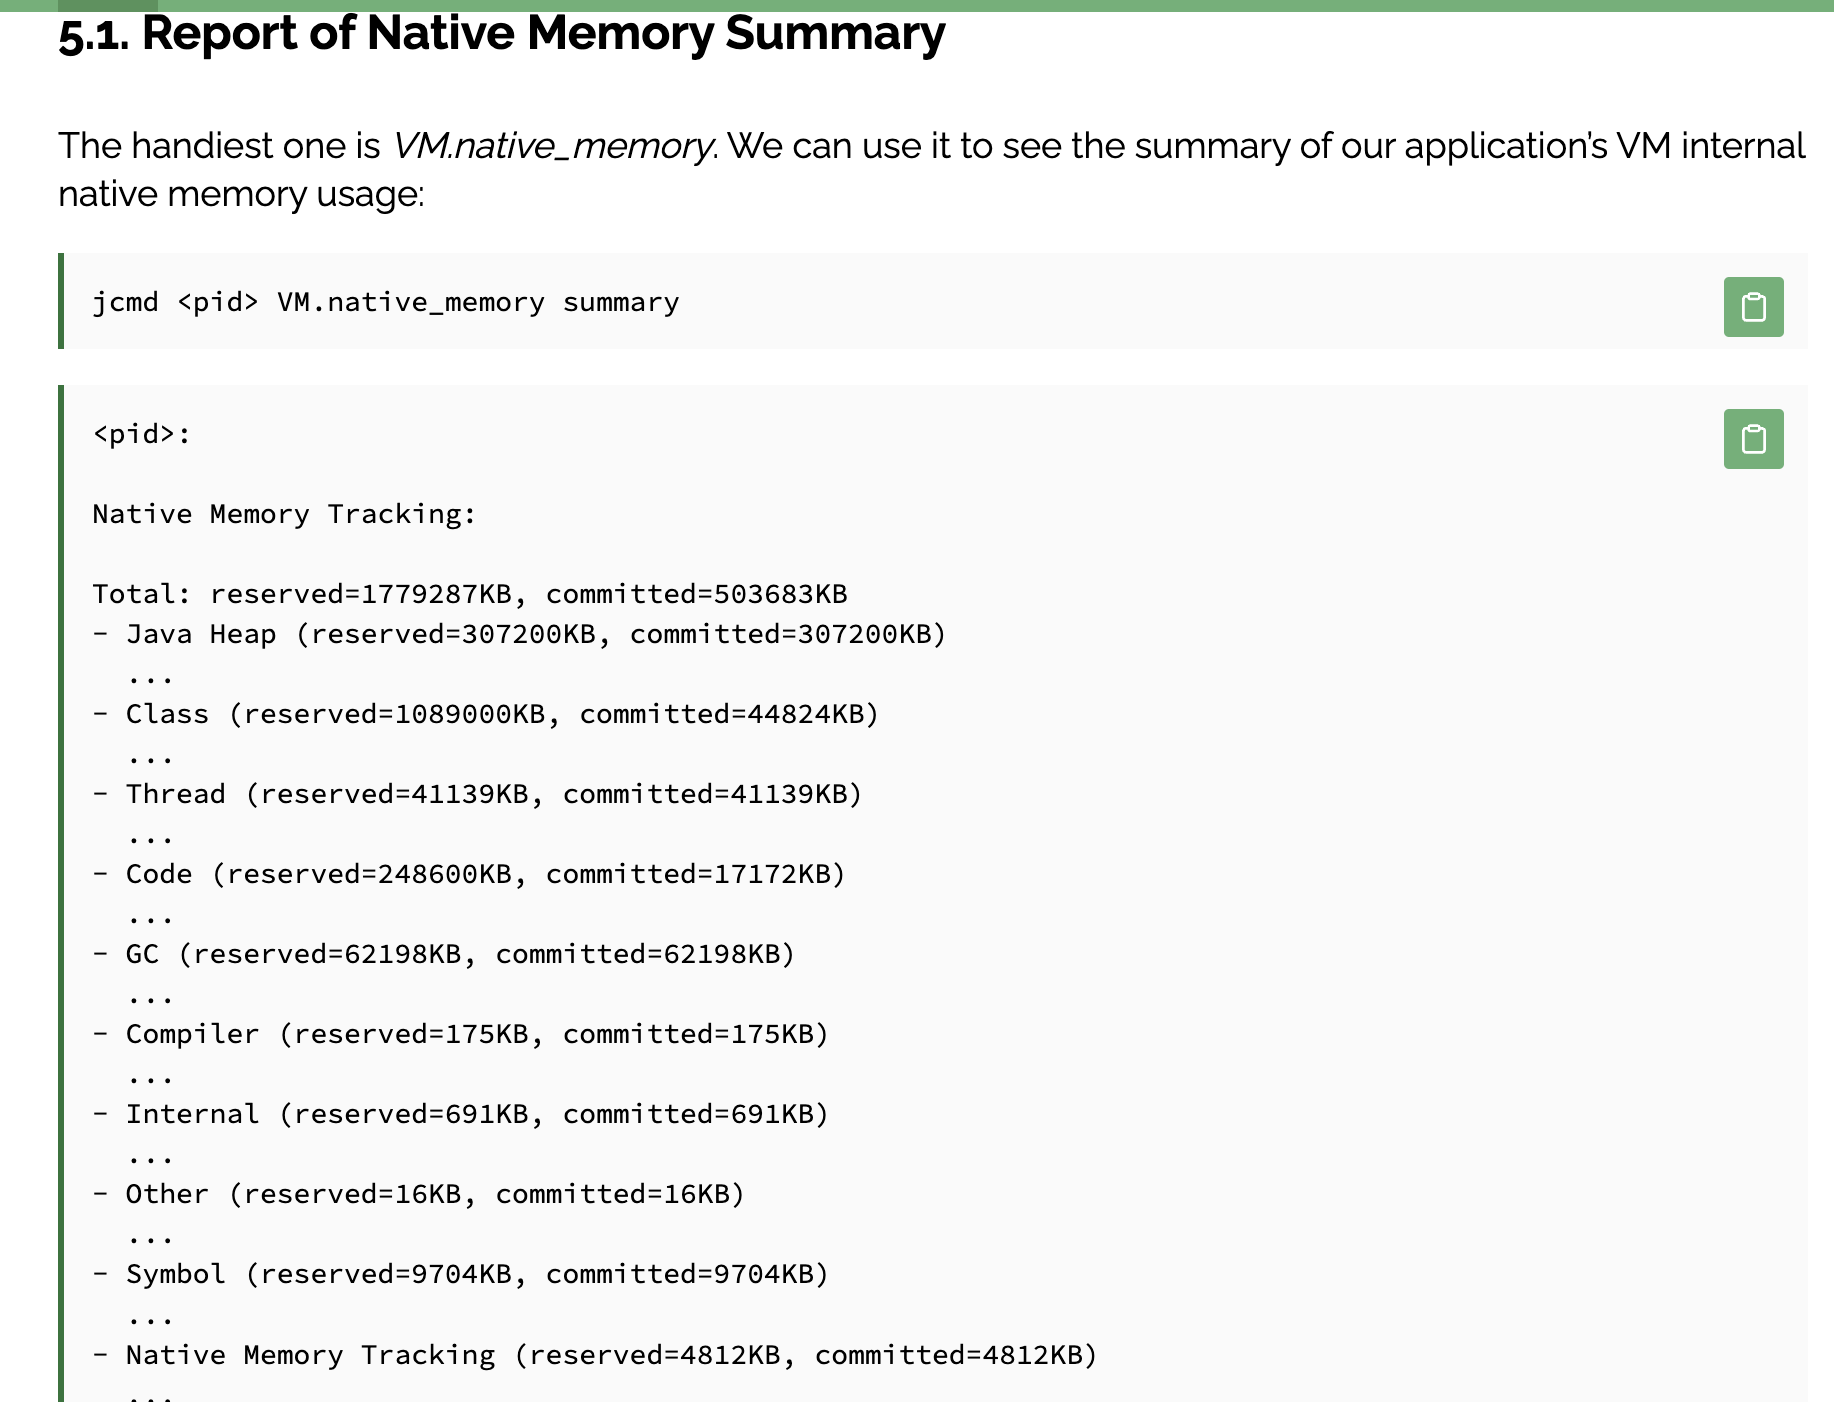 5.1. Report of Native Memory Summary
The handiest one is VM.native_memory. We can use it to see the summary of our application’s VM internal
native memory usage:
jcmd <pid> VM.native_memory summary
<pid>:
Native Memory Tracking:
Total: reserved=1779287KB, committed=503683KB
- Java Heap (reserved=307200KB, committed=307200KB)
...
- Class (reserved=1089000KB, committed=44824KB)
...
- Thread (reserved=41139KB, committed=41139KB)
...
- Code (reserved=248600KB, committed=17172KB)
...
- GC (reserved=62198KB, committed=62198KB)
...
- Compiler (reserved=175KB, committed=175KB)
...
- Internal (reserved=691KB, committed=691KB)
...
- Other (reserved=16KB, committed=16KB)
...
- Symbol (reserved=9704KB, committed=9704KB)
...
- Native Memory Tracking (reserved=4812KB, committed=4812KB)
...